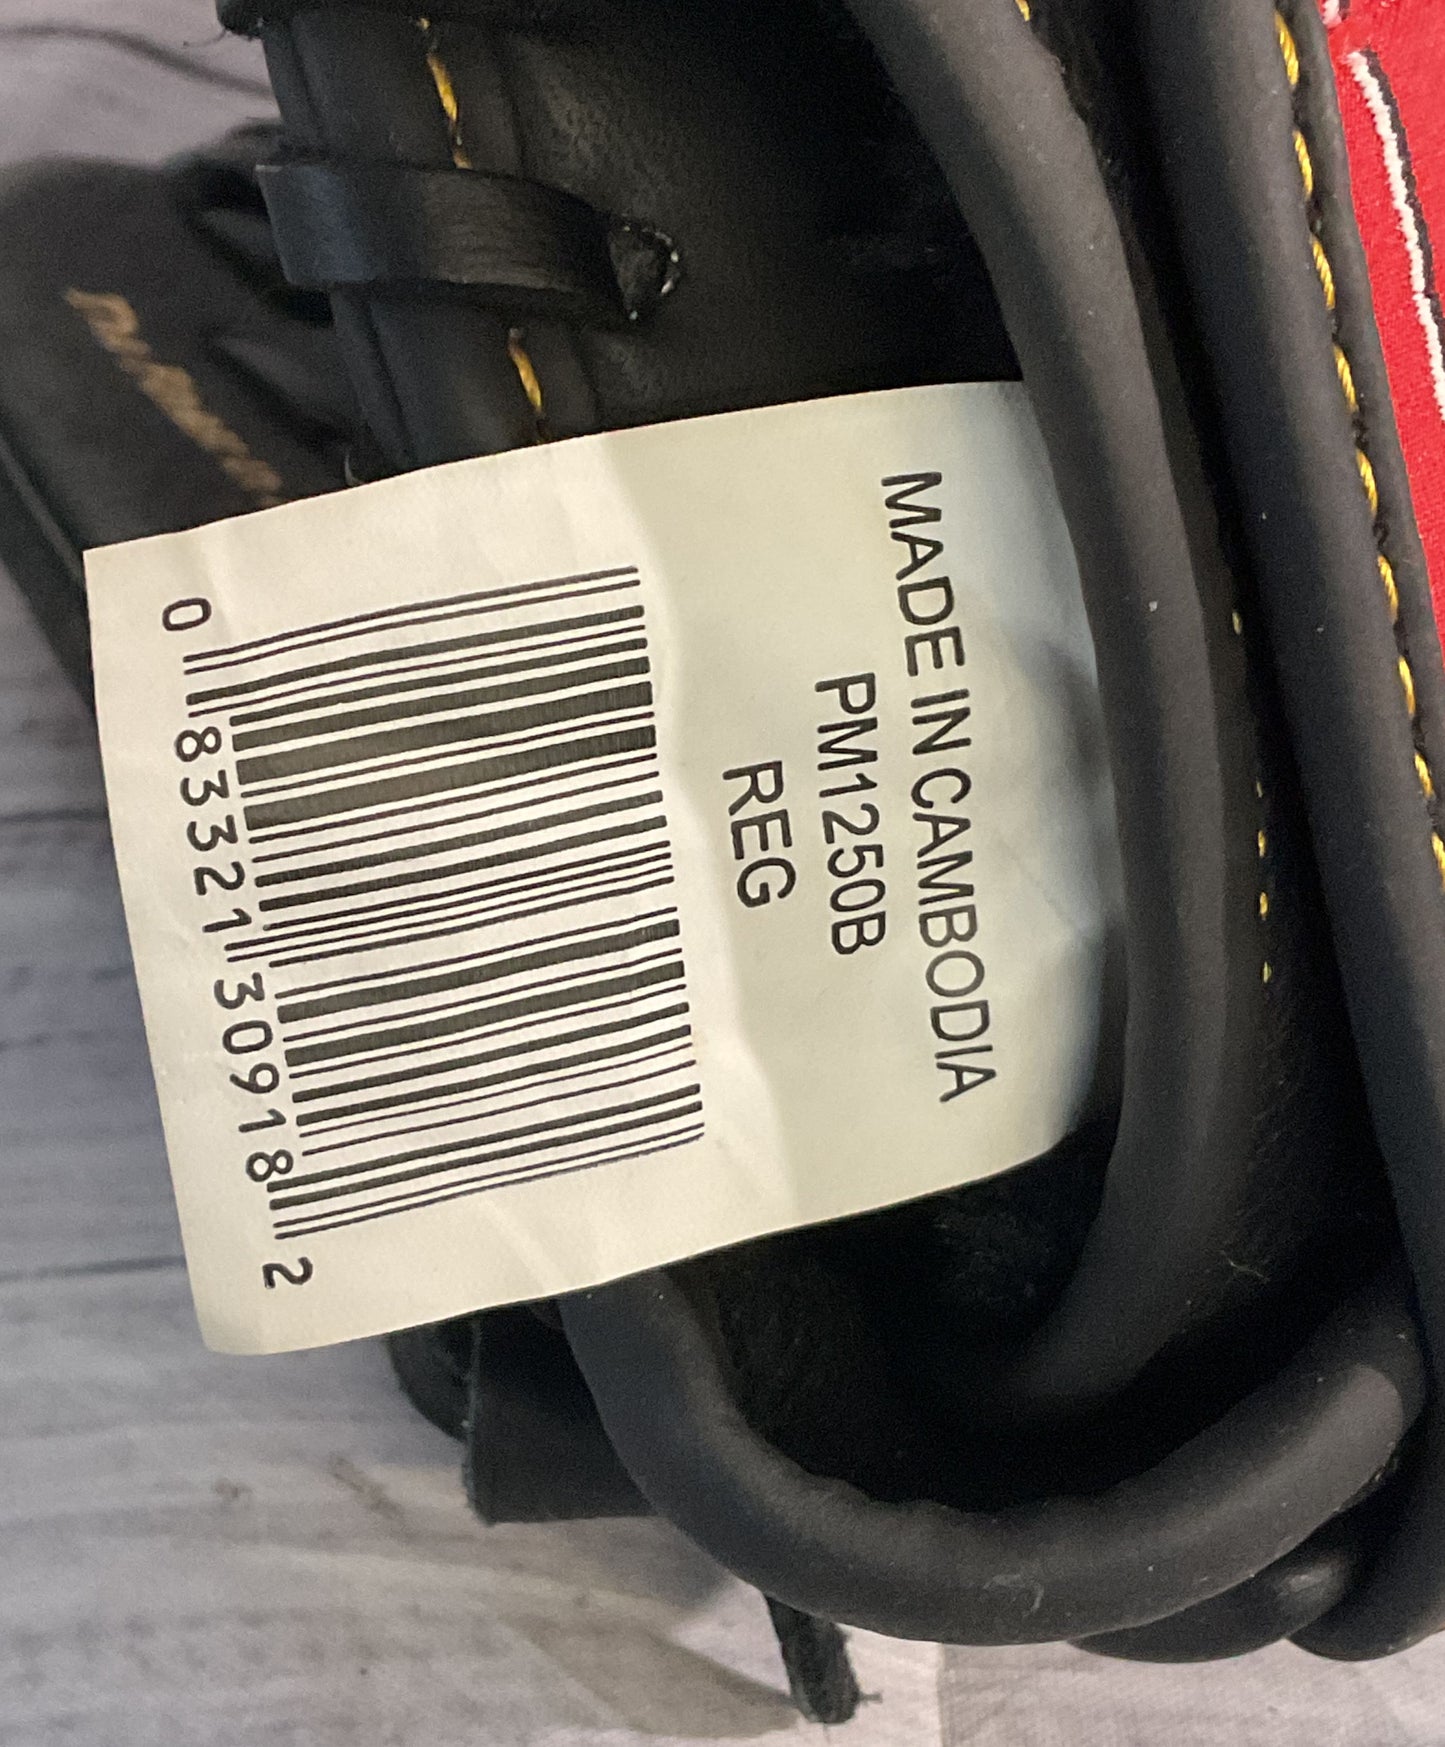 MADE IN CAMBODIA
PM1250B
REG
0 83321 30918 2